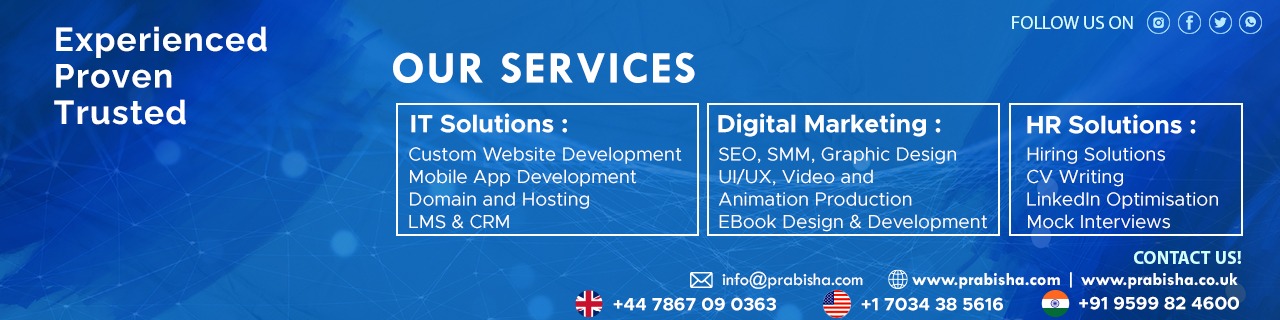 Experienced
Proven
Trusted
FOLLOW US ON
OUR SERVICES
IT Solutions :
Custom Website Development
Mobile App Development
Domain and Hosting
LMS & CRM
Digital Marketing :
SEO, SMM, Graphic Design
UI/UX, Video and
Animation Production
EBook Design & Development
HR Solutions :
Hiring Solutions
CV Writing
LinkedIn Optimisation
Mock Interviews
CONTACT US!
info@prabisha.com www.prabisha.com | www.prabisha.co.uk
+44 7867 09 0363 +1 7034 38 5616 +91 9599 82 4600